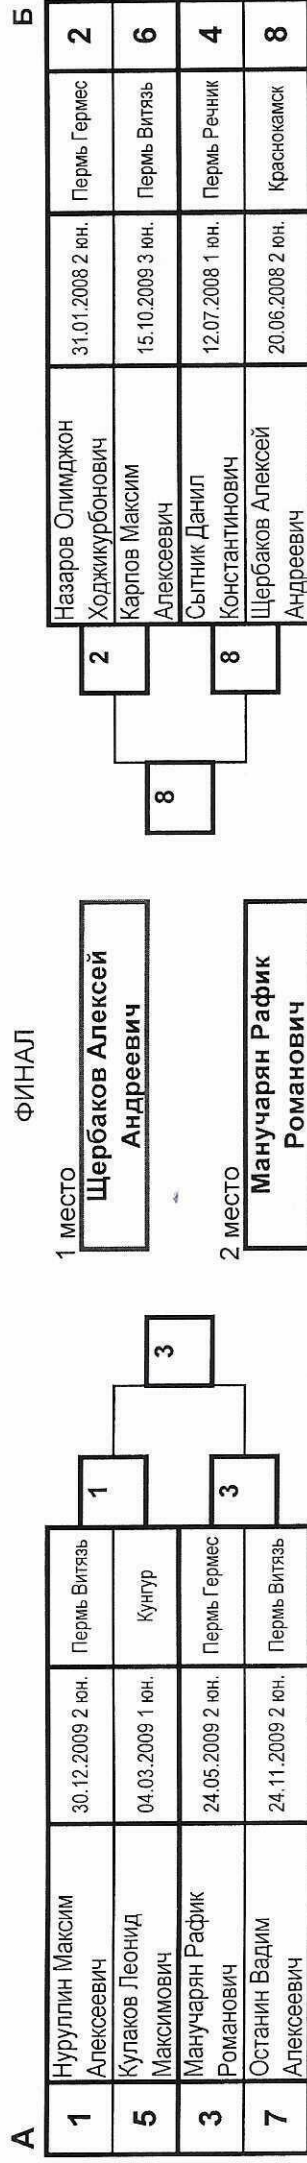 А
ФИНАЛ
Б
1
Нуруллин Максим
Алексеевич
30.12.2009 2 юн.
Пермь Витязь
5
Кулаков Леонид
Максимович
04.03.2009 1 юн.
Кунгур
3
Манучарян Рафик
Романович
24.05.2009 2 юн.
Пермь Гермес
7
Останин Вадим
Алексеевич
24.11.2009 2 юн.
Пермь Витязь
1
3
3
1 место
Щербаков Алексей
Андреевич
2 место
Манучарян Рафик
Романович
8
2
8
Назаров Олимджон
Ходжикурбонович
31.01.2008 2 юн.
Пермь Гермес
2
Карпов Максим
Алексеевич
15.10.2009 3 юн.
Пермь Витязь
6
Сытник Данил
Константинович
12.07.2008 1 юн.
Пермь Речник
4
Щербаков Алексей
Андреевич
20.06.2008 2 юн.
Краснокамск
8